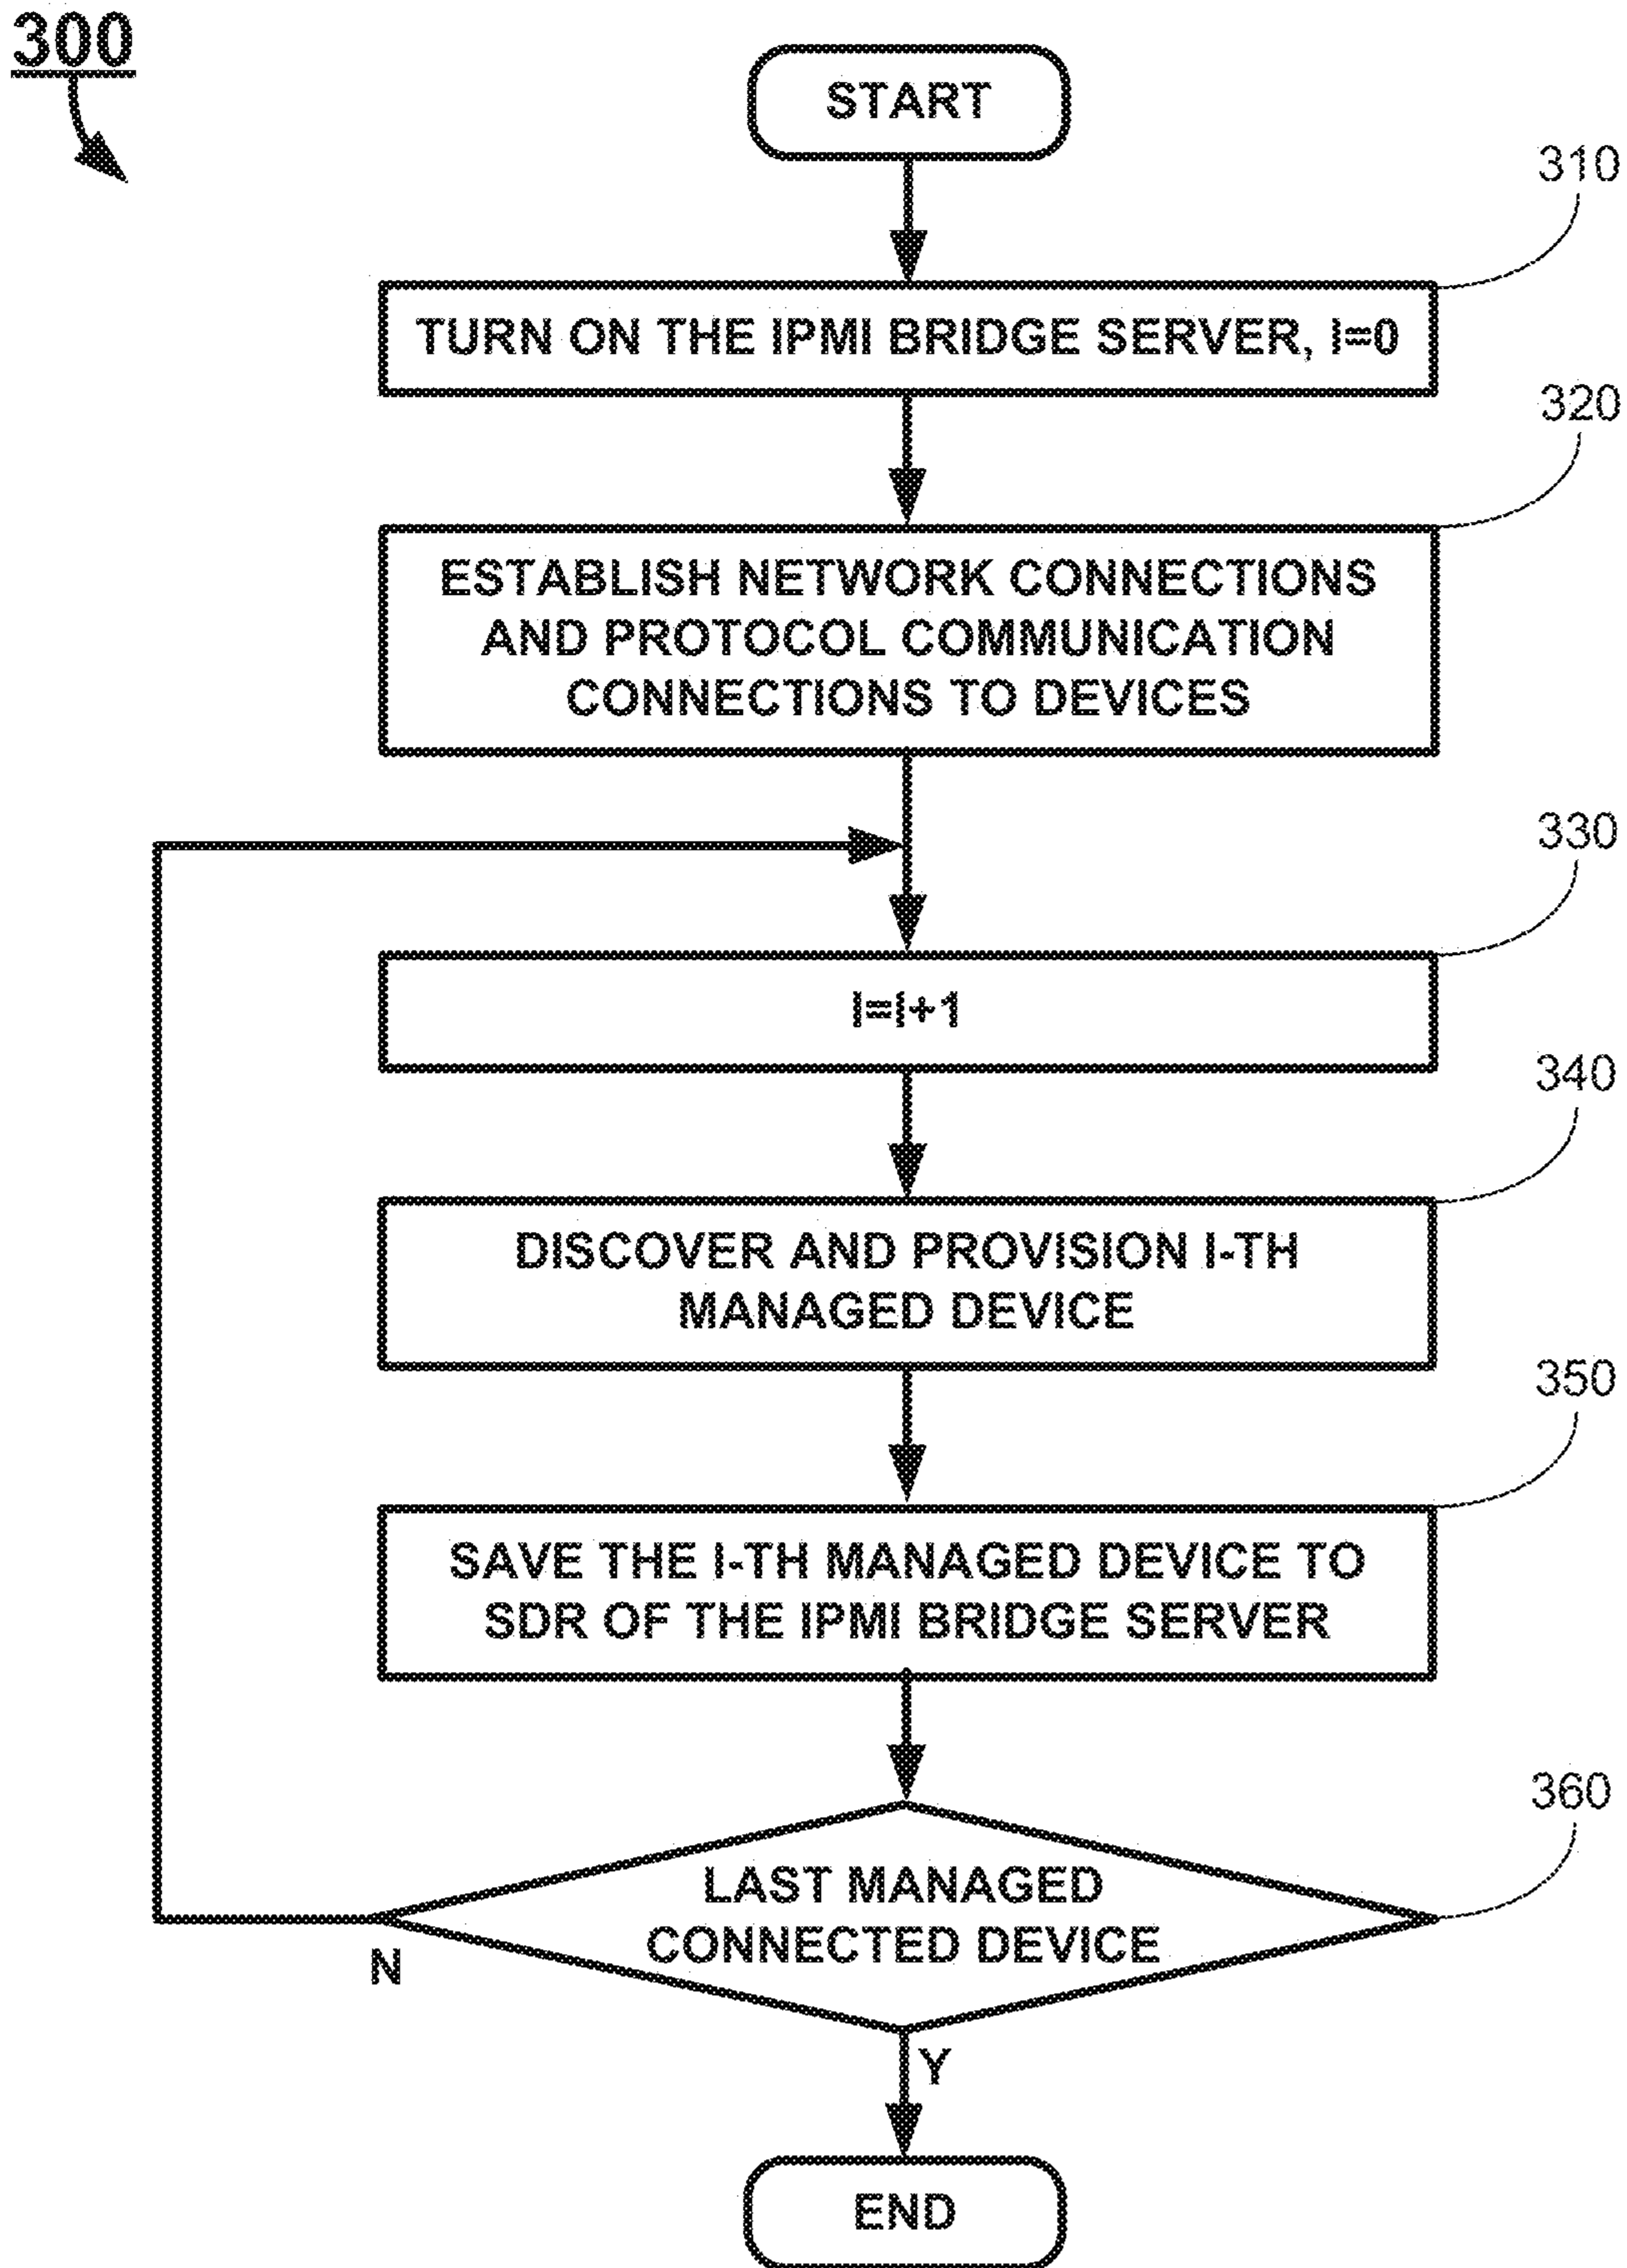 300
START
310
TURN ON THE IPMI BRIDGE SERVER, I=0
320
ESTABLISH NETWORK CONNECTIONS
AND PROTOCOL COMMUNICATION
CONNECTIONS TO DEVICES
330
I=I+1
340
DISCOVER AND PROVISION I-TH
MANAGED DEVICE
350
SAVE THE I-TH MANAGED DEVICE TO
SDR OF THE IPMI BRIDGE SERVER
360
LAST MANAGED
CONNECTED DEVICE
N
Y
END